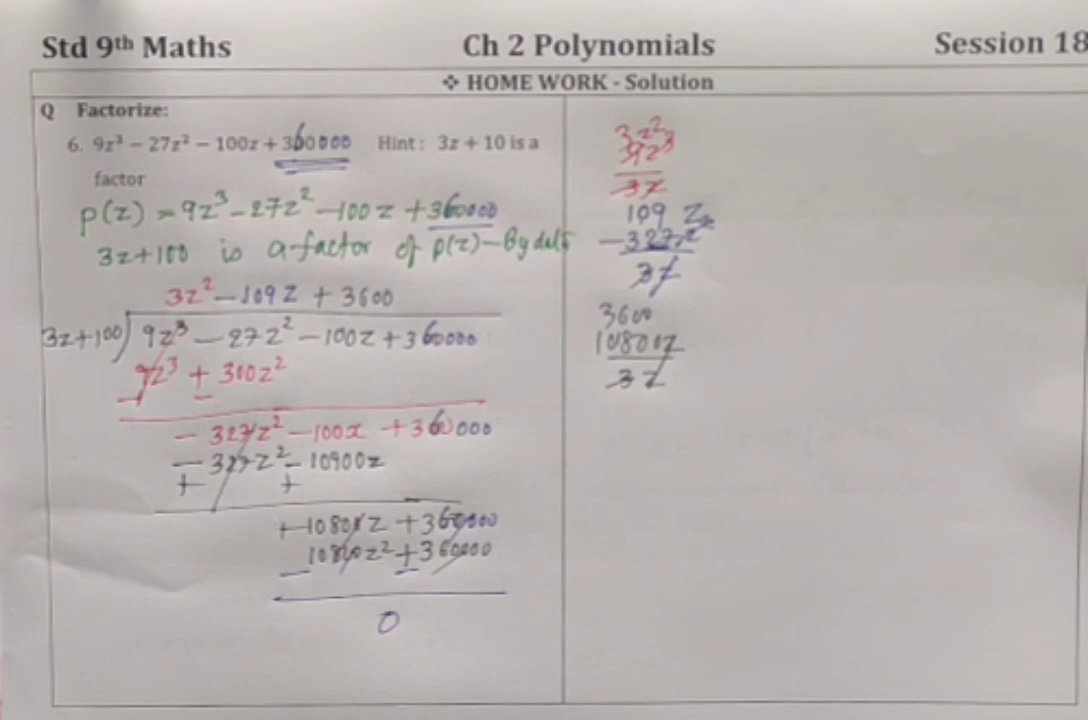 Std 9th Maths Ch 2 Polynomials Session 18
❖ HOME WORK - Solution
Q Factorize:
6. 9z³ − 27z² − 100z + 360000 Hint : 3z + 10 is a
factor
p(z) = 9z³ − 27z² − 100z + 360000
3z+100 is a factor of p(z) − By
3z² − 109z + 3600
3z+100) 9z³ − 27z² − 100z + 360000
9z³ + 300z²
− −
− 327z² − 100z + 360000
− 327z² − 10900z
+ +
+10800z + 360000
10800z² + 360000
− −
0
3z²
9z³
3z
109 z
−327z²
3z
3600
10800z
3z